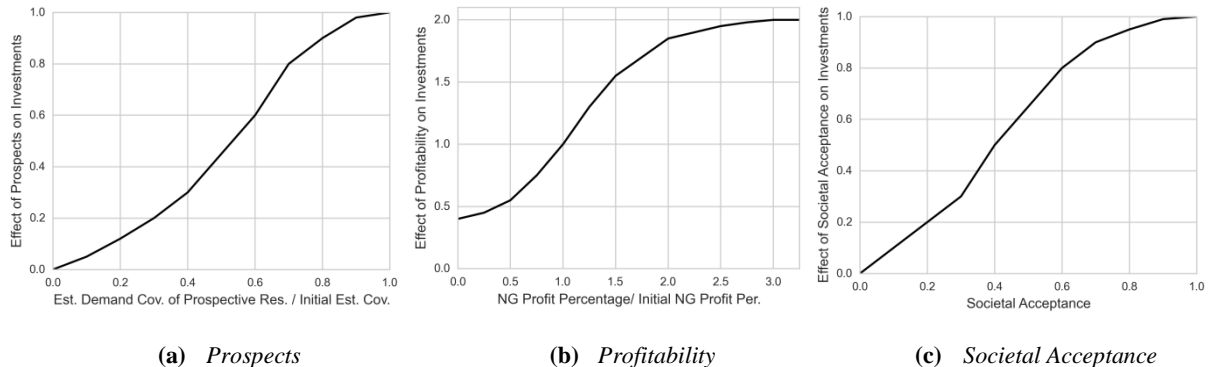 Effect of Prospects on Investments
1.0
0.8
0.6
0.4
0.2
0.0
0.0 0.2 0.4 0.6 0.8 1.0
Est. Demand Cov. of Prospective Res. / Initial Est. Cov.
(a) Prospects
Effect of Profitability on Investments
2.0
1.5
1.0
0.5
0.0
0.0 0.5 1.0 1.5 2.0 2.5 3.0
NG Profit Percentage/ Initial NG Profit Per.
(b) Profitability
Effect of Societal Acceptance on Investments
1.0
0.8
0.6
0.4
0.2
0.0
0.0 0.2 0.4 0.6 0.8 1.0
Societal Acceptance
(c) Societal Acceptance